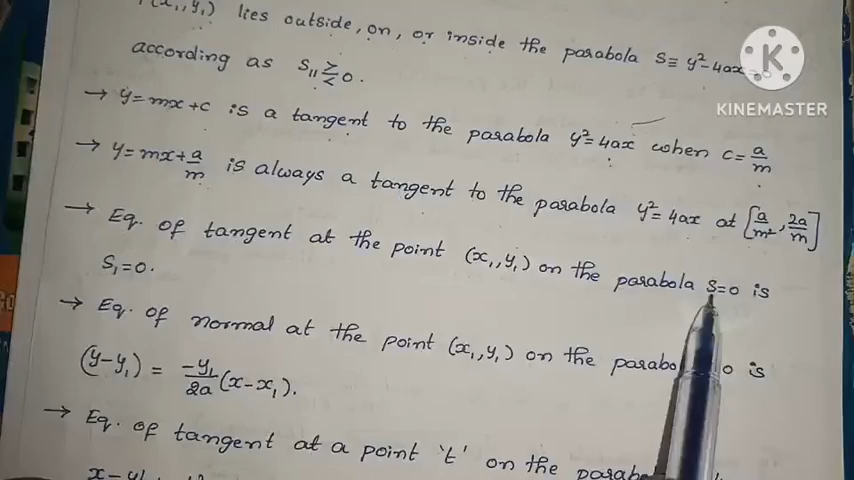 (x₁, y₁) lies outside, on, or inside the parabola S ≡ y² - 4ax =
according as S₁₁ ⋛ 0.
→ y = mx + c is a tangent to the parabola y² = 4ax when c = a/m
→ y = mx + a/m is always a tangent to the parabola y² = 4ax at [a/m², 2a/m]
→ Eq. of tangent at the point (x₁, y₁) on the parabola S=0 is
S₁ = 0.
→ Eq. of normal at the point (x₁, y₁) on the 0 is
(y - y₁) = -y₁/2a (x - x₁).
→ Eq. of tangent at a point 't' on the
KINEMASTER